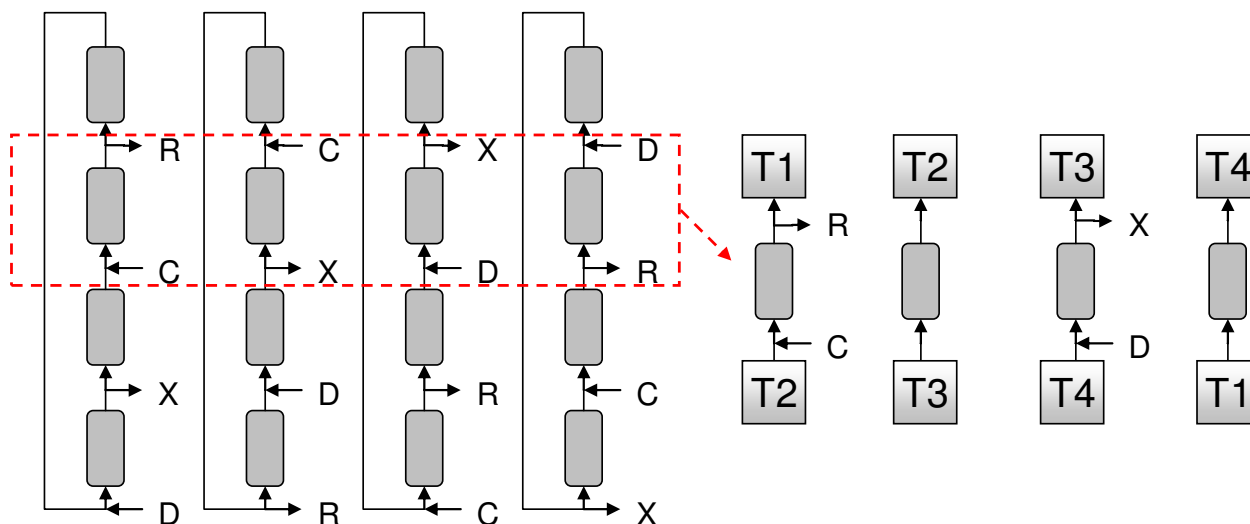 R C X D
C X D R
X D R C
D R C X
T1 T2 T3 T4
R X
C D
T2 T3 T4 T1